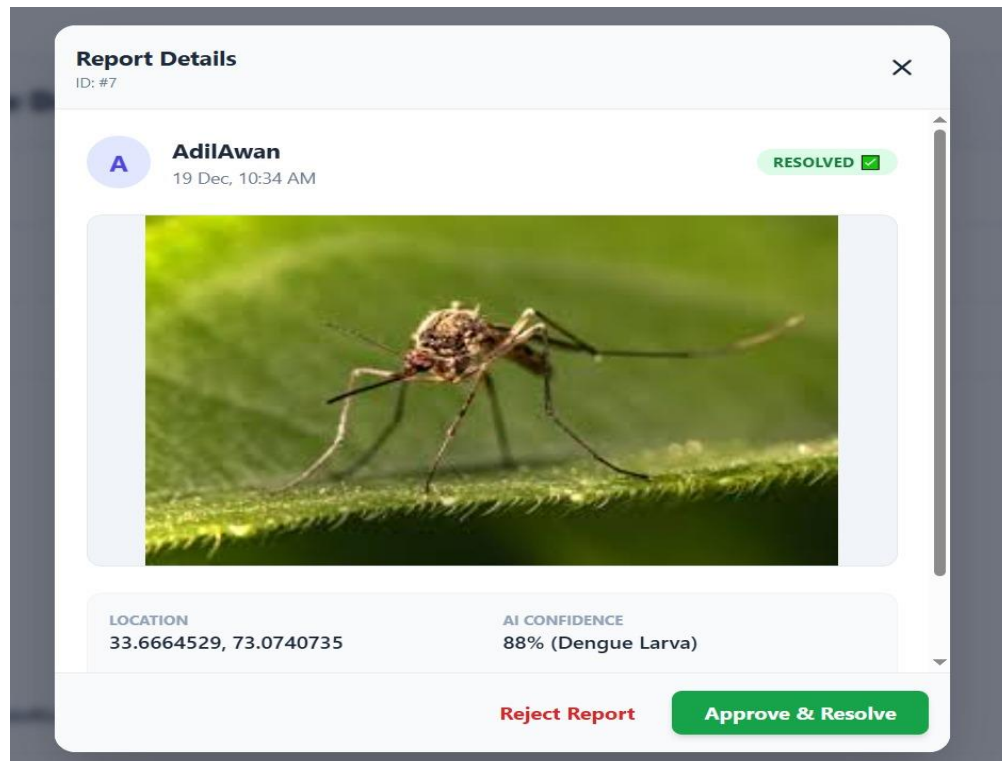 Report Details
ID: #7
A
AdilAwan
19 Dec, 10:34 AM
RESOLVED ✅
LOCATION
33.6664529, 73.0740735
AI CONFIDENCE
88% (Dengue Larva)
Reject Report
Approve & Resolve